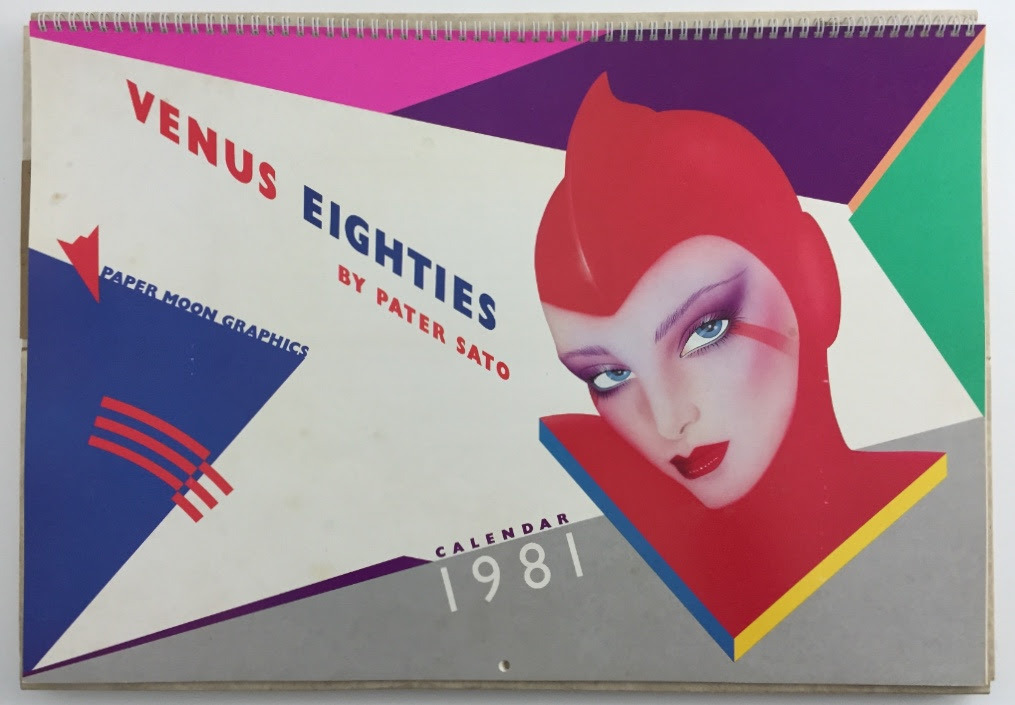 VENUS EIGHTIES
BY PATER SATO
PAPER MOON GRAPHICS
CALENDAR
1981